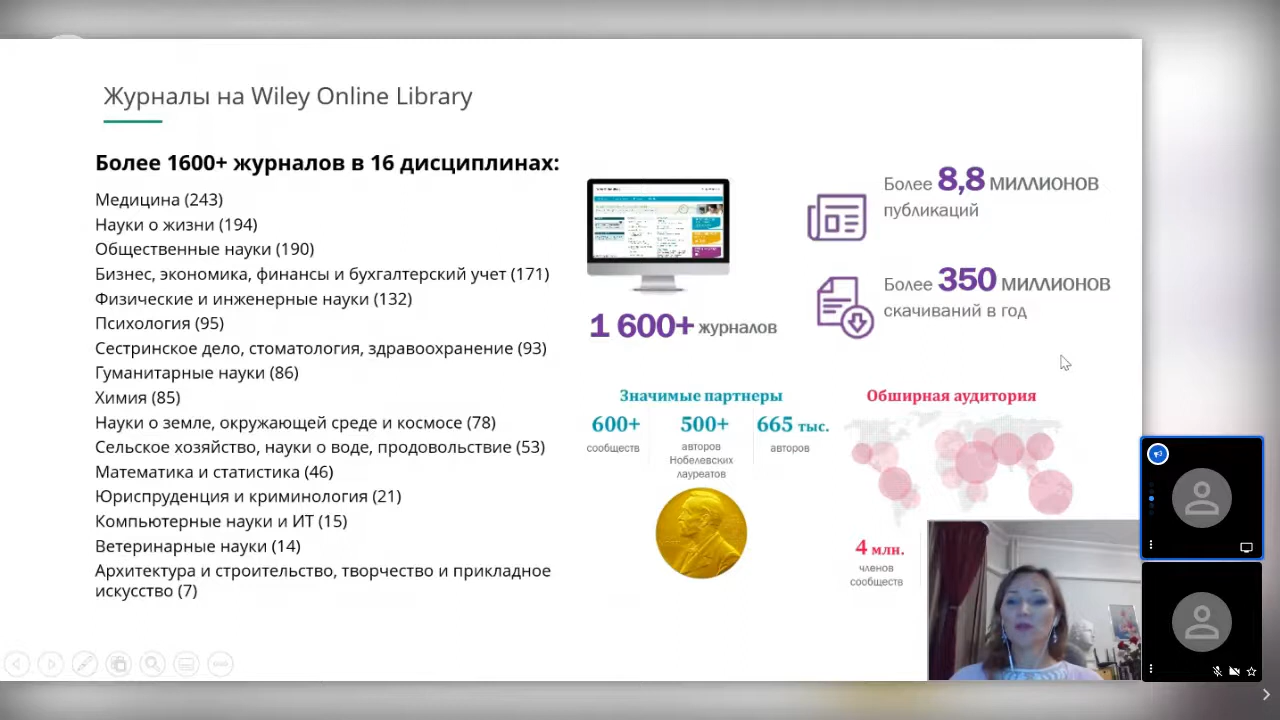 Журналы на Wiley Online Library
Более 1600+ журналов в 16 дисциплинах:
Медицина (243)
Науки о жизни (194)
Общественные науки (190)
Бизнес, экономика, финансы и бухгалтерский учет (171)
Физические и инженерные науки (132)
Психология (95)
Сестринское дело, стоматология, здравоохранение (93)
Гуманитарные науки (86)
Химия (85)
Науки о земле, окружающей среде и космосе (78)
Сельское хозяйство, науки о воде, продовольствие (53)
Математика и статистика (46)
Юриспруденция и криминология (21)
Компьютерные науки и ИТ (15)
Ветеринарные науки (14)
Архитектура и строительство, творчество и прикладное
искусство (7)
1 600+ журналов
Более 8,8 МИЛЛИОНОВ
публикаций
Более 350 МИЛЛИОНОВ
скачиваний в год
Значимые партнеры
600+
сообществ
500+
авторов
Нобелевских
лауреатов
665 тыс.
авторов
Обширная аудитория
4 млн.
членов
сообществ